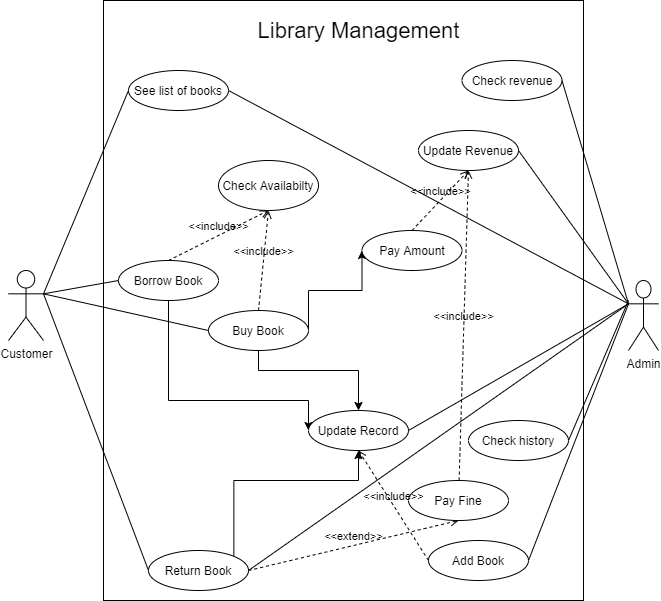 Library Management
Check revenue
See list of books
Update Revenue
Check Availabilty
<<include>>
<<include>>
<<include>>
Pay Amount
Borrow Book
<<include>>
Buy Book
Customer
Admin
Update Record
Check history
<<include>>
Pay Fine
<<extend>>
Add Book
Return Book